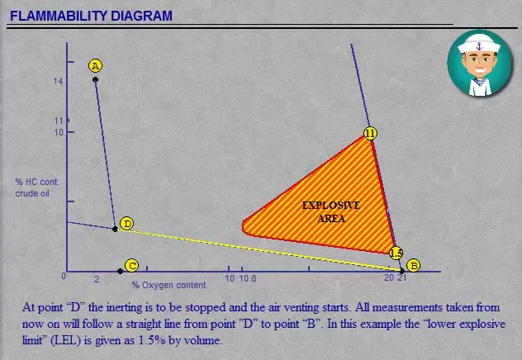 FLAMMABILITY DIAGRAM
A
14
11
10
11
% HC cont.
crude oil
EXPLOSIVE
AREA
D
1.5
C
B
0
2
% Oxygen content
10 10.8
20 21
At point “D” the inerting is to be stopped and the air venting starts. All measurements taken from
now on will follow a straight line from point ”D” to point “B”. In this example the “lower explosive
limit” (LEL) is given as 1.5% by volume.